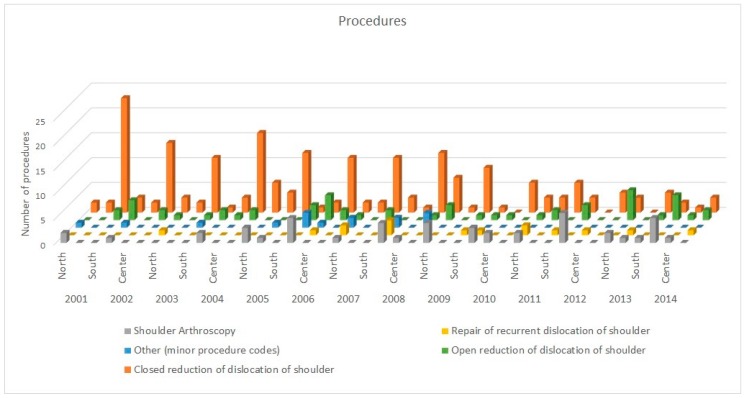 Procedures
Number of procedures
25
20
15
10
5
0
North South Center North South Center North South Center North South Center North South Center North South Center North South Center
2001 2002 2003 2004 2005 2006 2007 2008 2009 2010 2011 2012 2013 2014
Shoulder Arthroscopy Repair of recurrent dislocation of shoulder
Other (minor procedure codes) Open reduction of dislocation of shoulder
Closed reduction of dislocation of shoulder